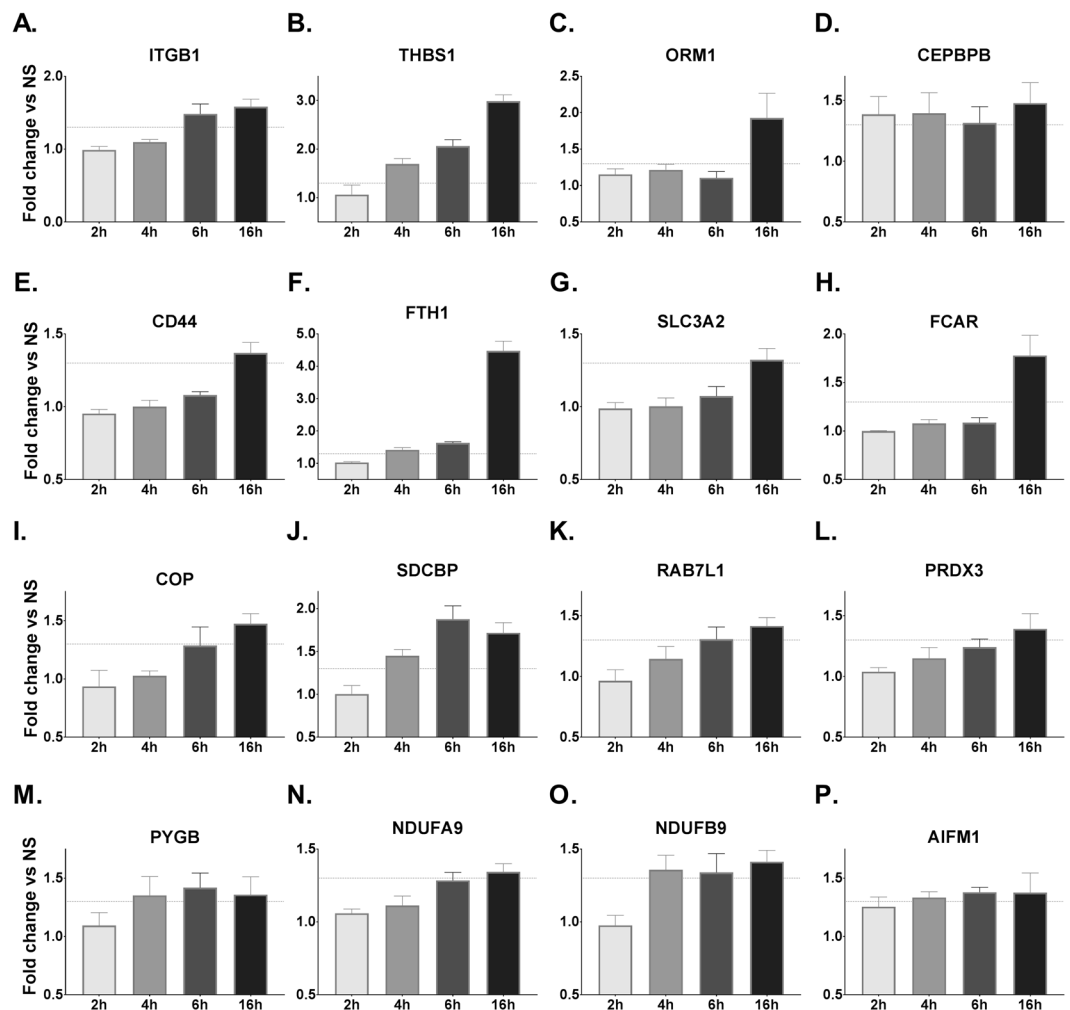 A. B. C. D.
ITGB1 THBS1 ORM1 CEPBPB
Fold change vs NS
2.0 1.0 0.0
3.0 2.0 1.0
2.5 2.0 1.5 1.0 0.5
1.5 1.0 0.5
2h 4h 6h 16h 2h 4h 6h 16h 2h 4h 6h 16h 2h 4h 6h 16h
E. F. G. H.
CD44 FTH1 SLC3A2 FCAR
Fold change vs NS
1.5 1.0 0.5
5.0 4.0 3.0 2.0 1.0
1.5 1.0 0.5
2.0 1.5 1.0 0.5
2h 4h 6h 16h 2h 4h 6h 16h 2h 4h 6h 16h 2h 4h 6h 16h
I. J. K. L.
COP SDCBP RAB7L1 PRDX3
Fold change vs NS
1.5 1.0 0.5
2.0 1.5 1.0 0.5
1.5 1.0 0.5
1.5 1.0 0.5
2h 4h 6h 16h 2h 4h 6h 16h 2h 4h 6h 16h 2h 4h 6h 16h
M. N. O. P.
PYGB NDUFA9 NDUFB9 AIFM1
Fold change vs NS
1.5 1.0 0.5
1.5 1.0 0.5
1.5 1.0 0.5
1.5 1.0 0.5
2h 4h 6h 16h 2h 4h 6h 16h 2h 4h 6h 16h 2h 4h 6h 16h